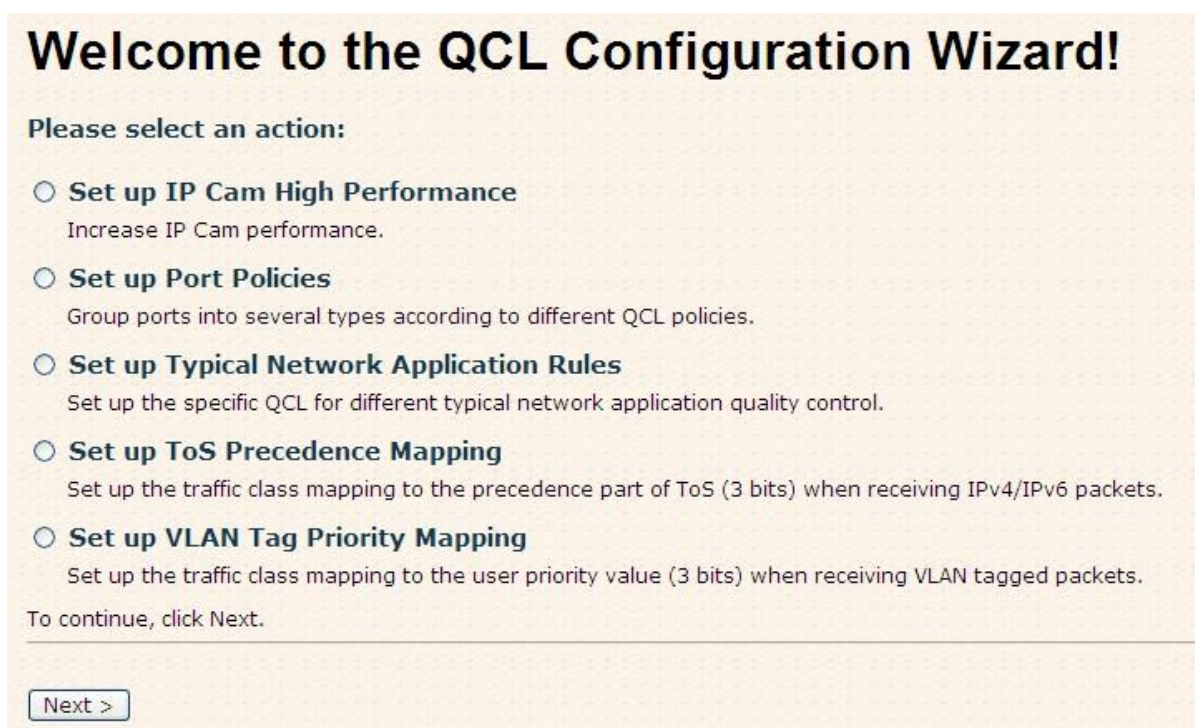 Welcome to the QCL Configuration Wizard!
Please select an action:
Set up IP Cam High Performance
Increase IP Cam performance.
Set up Port Policies
Group ports into several types according to different QCL policies.
Set up Typical Network Application Rules
Set up the specific QCL for different typical network application quality control.
Set up ToS Precedence Mapping
Set up the traffic class mapping to the precedence part of ToS (3 bits) when receiving IPv4/IPv6 packets.
Set up VLAN Tag Priority Mapping
Set up the traffic class mapping to the user priority value (3 bits) when receiving VLAN tagged packets.
To continue, click Next.
Next >